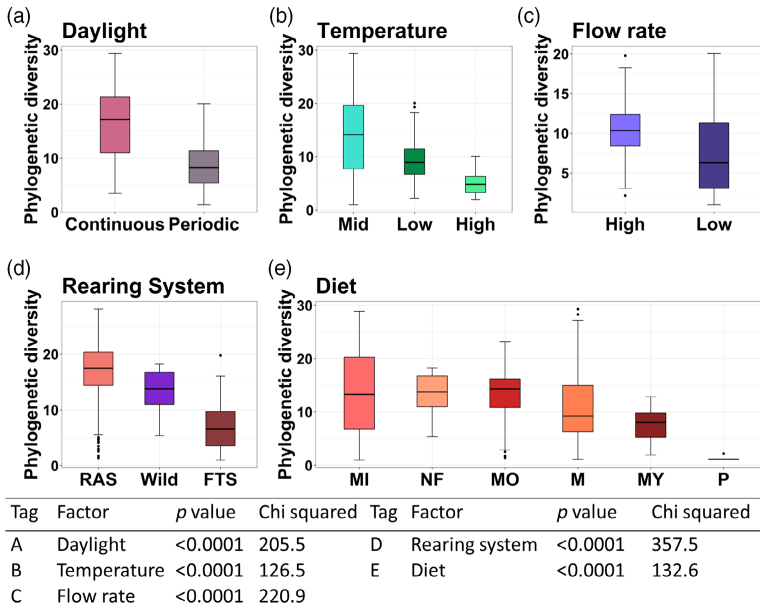 (a) Daylight
Phylogenetic diversity
30
20
10
0
Continuous Periodic
(b) Temperature
Phylogenetic diversity
30
20
10
0
Mid Low High
(c) Flow rate
Phylogenetic diversity
20
15
10
5
High Low
(d) Rearing System
Phylogenetic diversity
20
10
0
RAS Wild FTS
(e) Diet
Phylogenetic diversity
30
20
10
0
MI NF MO M MY P
Tag Factor p value Chi squared Tag Factor p value Chi squared
A Daylight <0.0001 205.5 D Rearing system <0.0001 357.5
B Temperature <0.0001 126.5 E Diet <0.0001 132.6
C Flow rate <0.0001 220.9